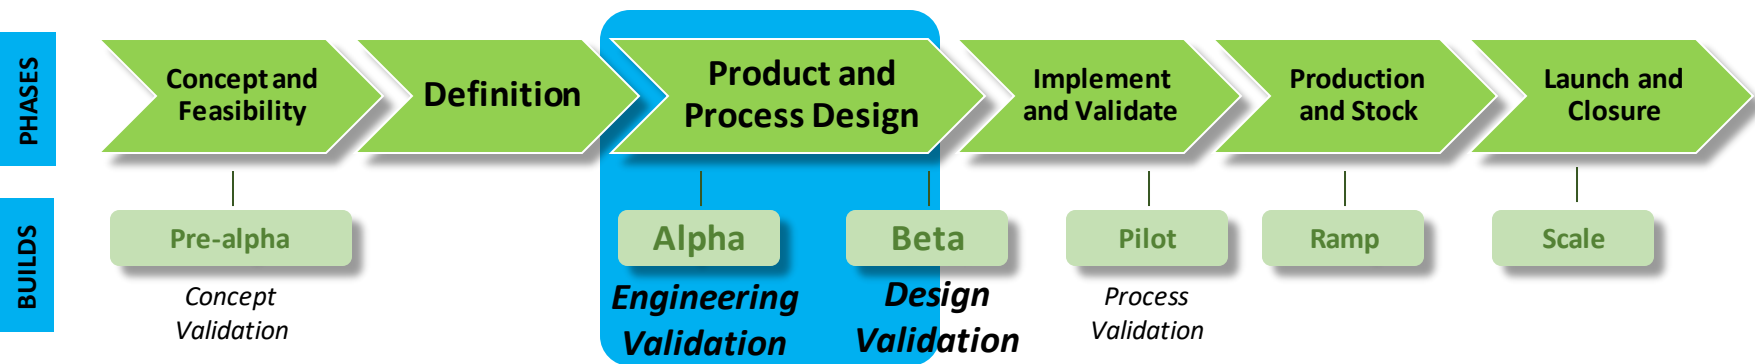 PHASES
Concept and
Feasibility
Definition
Product and
Process Design
Implement
and Validate
Production
and Stock
Launch and
Closure
BUILDS
Pre-alpha
Concept
Validation
Alpha
Engineering
Validation
Beta
Design
Validation
Pilot
Process
Validation
Ramp
Scale